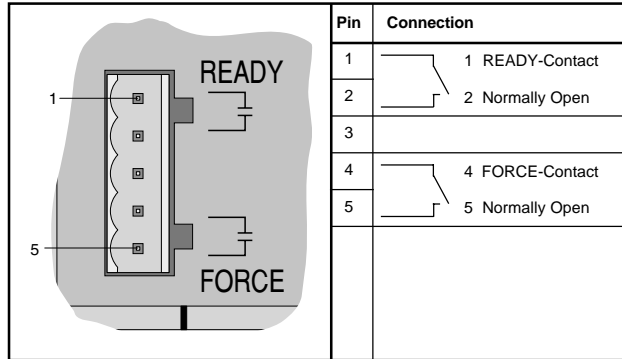 READY
1
5
FORCE
Pin Connection
1 1 READY-Contact
2 2 Normally Open
3
4 4 FORCE-Contact
5 5 Normally Open